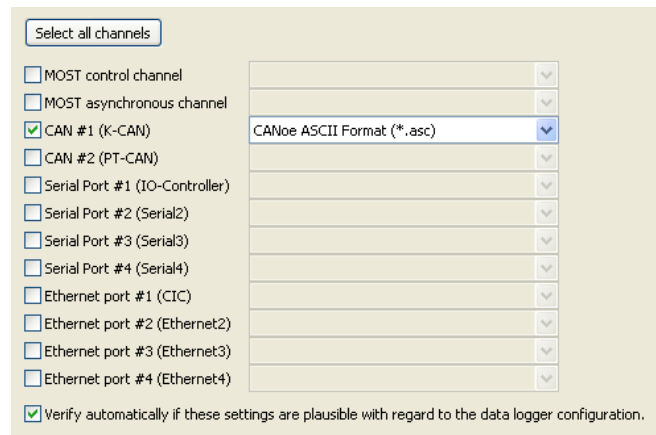 Select all channels
MOST control channel
MOST asynchronous channel
CAN #1 (K-CAN) CANoe ASCII Format (*.asc)
CAN #2 (PT-CAN)
Serial Port #1 (IO-Controller)
Serial Port #2 (Serial2)
Serial Port #3 (Serial3)
Serial Port #4 (Serial4)
Ethernet port #1 (CIC)
Ethernet port #2 (Ethernet2)
Ethernet port #3 (Ethernet3)
Ethernet port #4 (Ethernet4)
Verify automatically if these settings are plausible with regard to the data logger configuration.